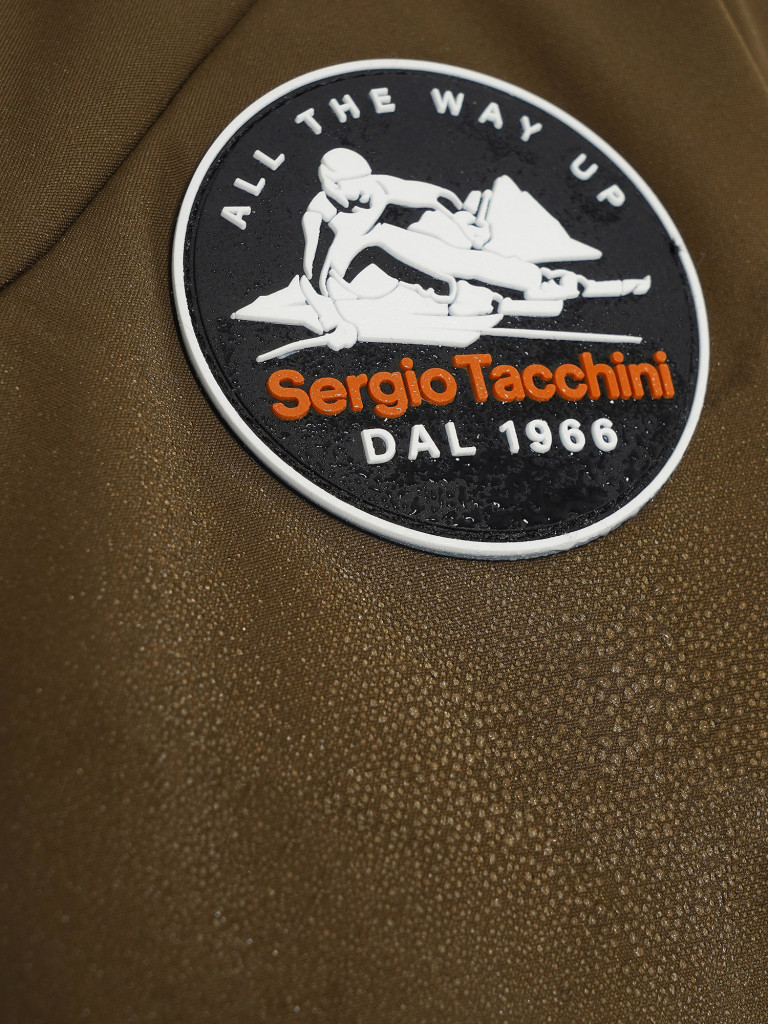 ALL THE WAY UP
Sergio Tacchini
DAL 1966